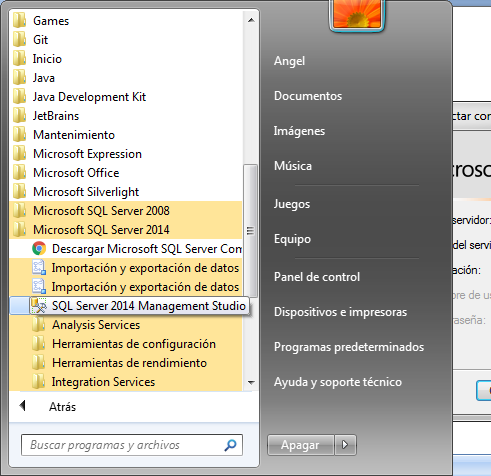 Games
Git
Inicio
Java
Java Development Kit
JetBrains
Mantenimiento
Microsoft Expression
Microsoft Office
Microsoft Silverlight
Microsoft SQL Server 2008
Microsoft SQL Server 2014
Descargar Microsoft SQL Server Com
Importación y exportación de datos
Importación y exportación de datos
SQL Server 2014 Management Studio
Analysis Services
Herramientas de configuración
Herramientas de rendimiento
Integration Services
Atrás
Buscar programas y archivos
Angel
Documentos
Imágenes
Música
Juegos
Equipo
Panel de control
Dispositivos e impresoras
Programas predeterminados
Ayuda y soporte técnico
Apagar
ctar con
icrosc
servidor:
del servi
ación:
bre de us
raseña: